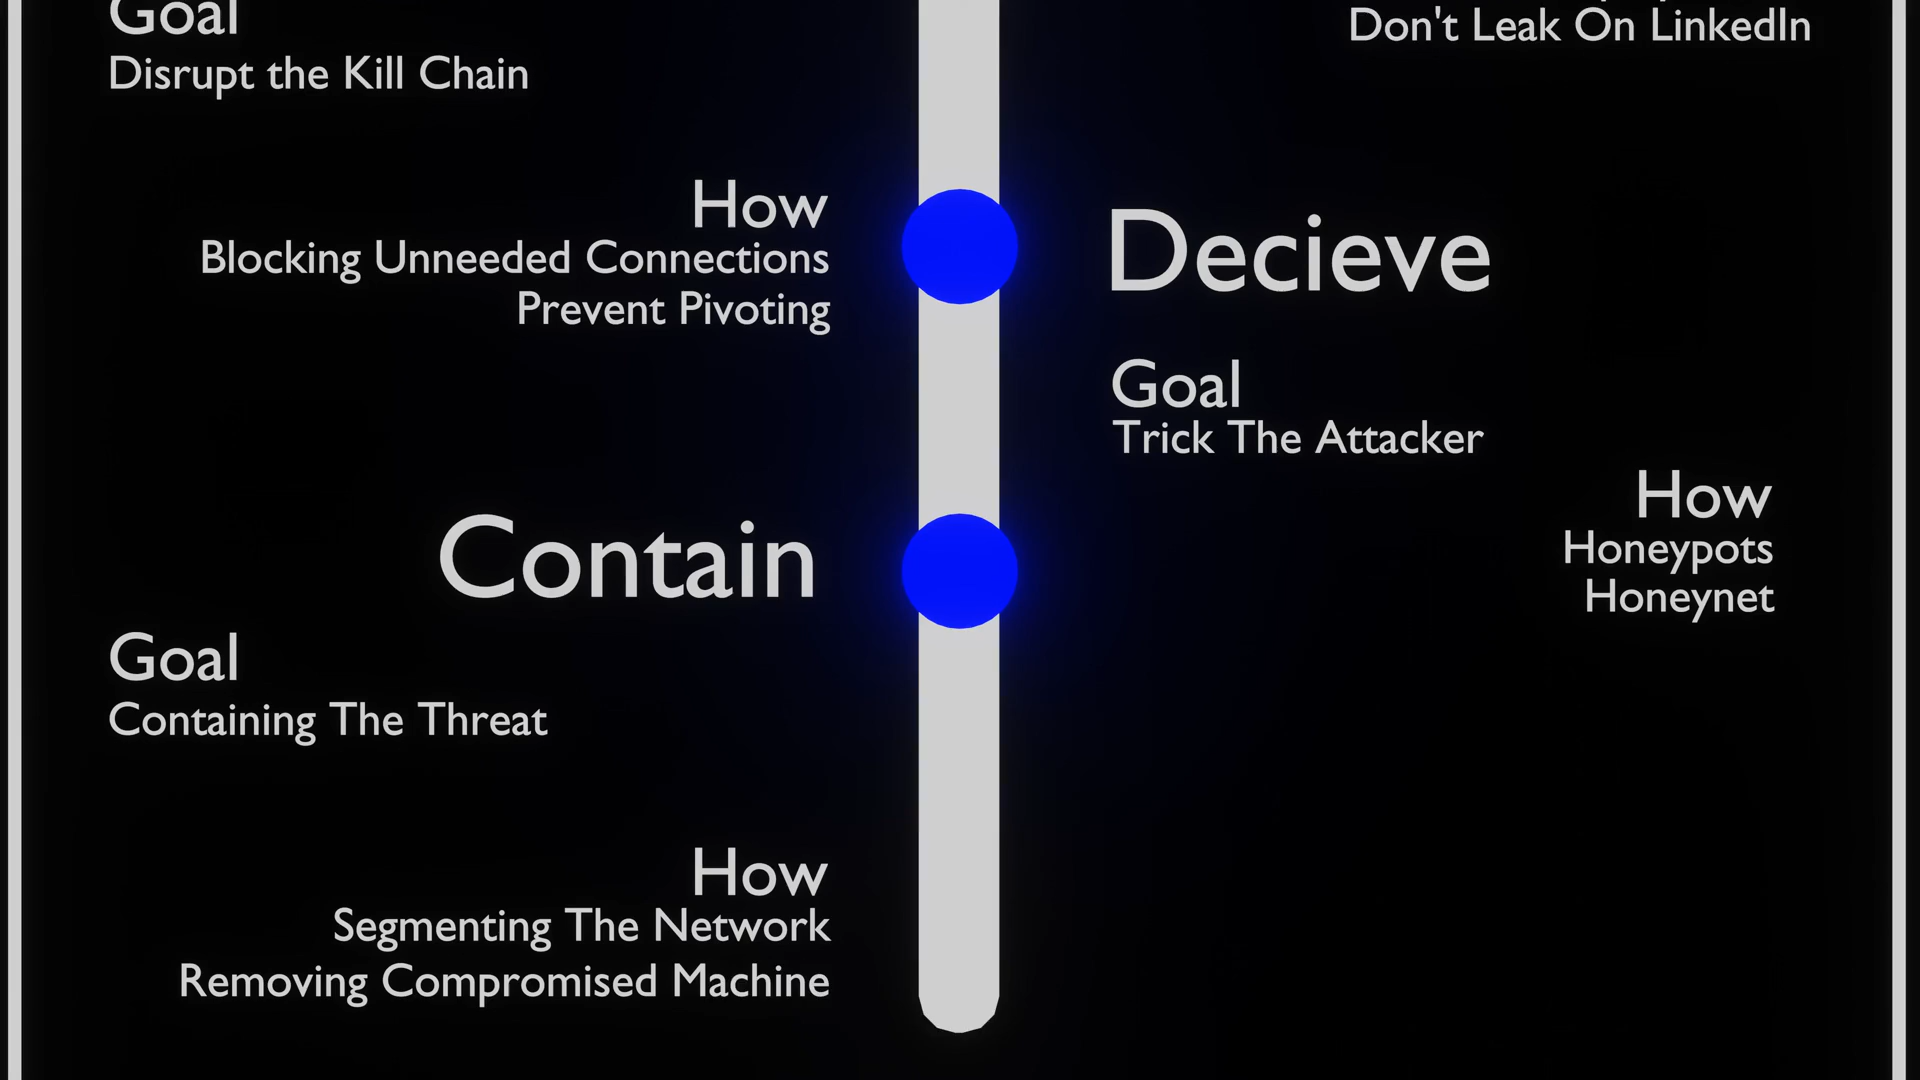 Goal
Disrupt the Kill Chain
How
Blocking Unneeded Connections
Prevent Pivoting
Don't Leak On LinkedIn
Decieve
Goal
Trick The Attacker
How
Honeypots
Honeynet
Contain
Goal
Containing The Threat
How
Segmenting The Network
Removing Compromised Machine